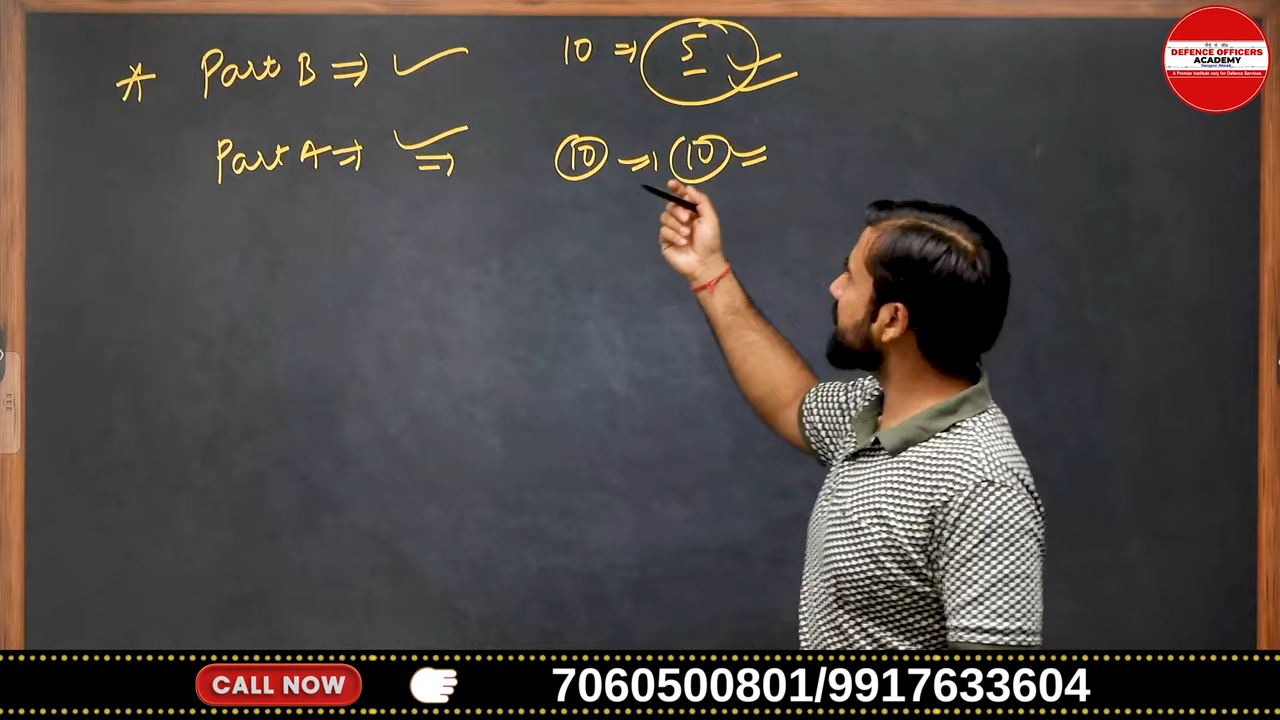 * Part B ⇒ ✓ 10 ⇒ 5
Part A ⇒ ✓ ⇒ 10 ⇒ 10
DEFENCE OFFICERS
ACADEMY
A Premier Institute only for Defence Services
CALL NOW
7060500801/9917633604